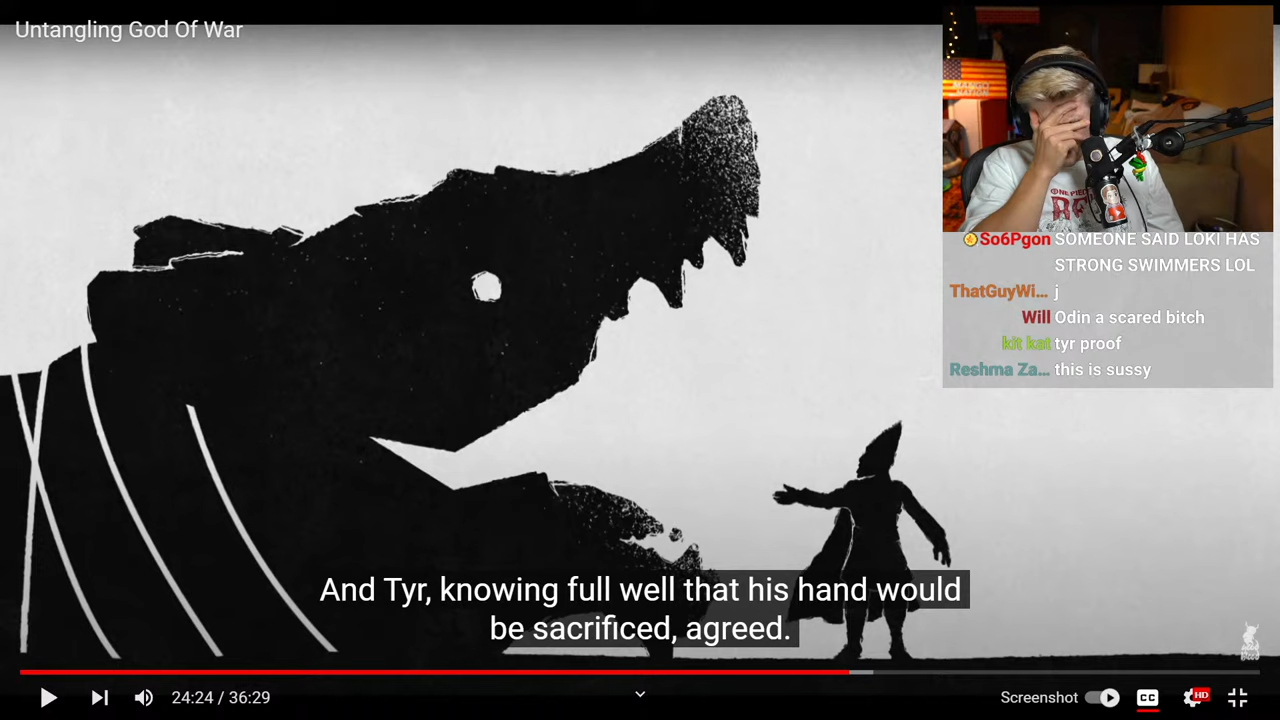 Untangling God Of War
So6Pgon SOMEONE SAID LOKI HAS
STRONG SWIMMERS LOL
ThatGuyWi... j
Will Odin a scared bitch
kit kat tyr proof
Reshma Za... this is sussy
And Tyr, knowing full well that his hand would
be sacrificed, agreed.
24:24 / 36:29
Screenshot
CC
HD